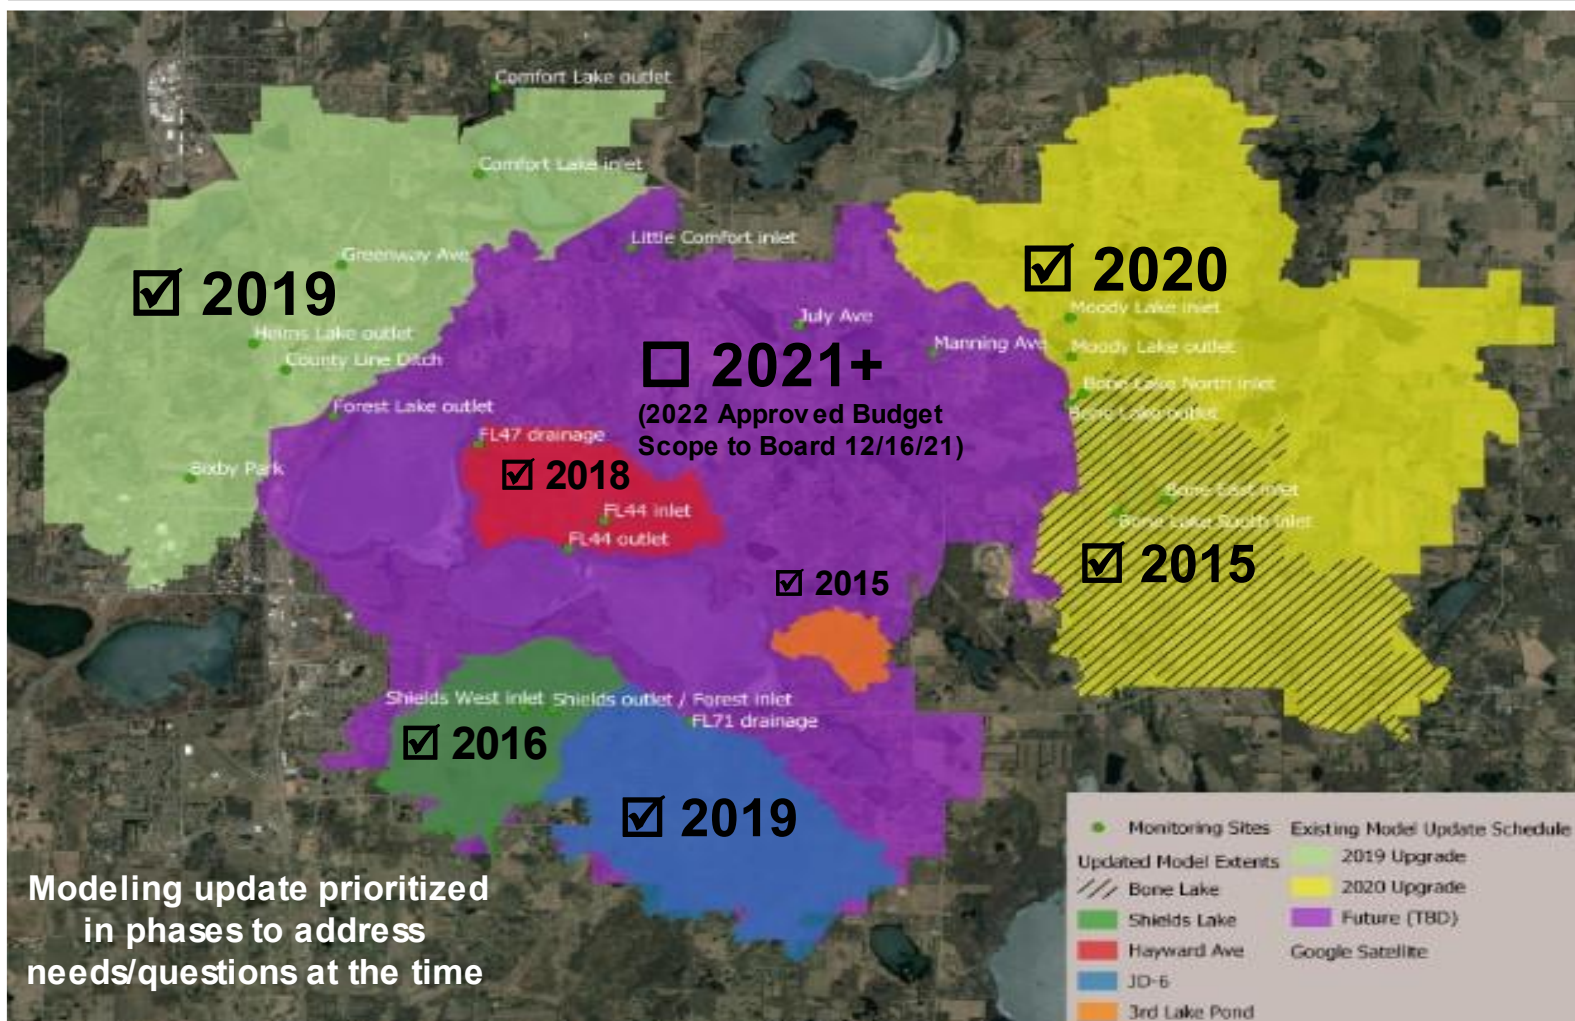 Comfort Lake outlet
Comfort Lake inlet
Little Comfort inlet
Greenway Ave
☑ 2019
☑ 2020
Moody Lake inlet
July Ave
Heims Lake outlet
Manning Ave
Moody Lake outlet
County Line Ditch
☐ 2021+
(2022 Approved Budget
Scope to Board 12/16/21)
Bone Lake North inlet
Bone Lake outlet
Forest Lake outlet
FL47 drainage
Bixby Park
☑ 2018
Bone East inlet
FL44 inlet
Bone Lake South inlet
FL44 outlet
☑ 2015
☑ 2015
Shields West inlet
Shields outlet / Forest inlet
FL71 drainage
☑ 2016
☑ 2019
Modeling update prioritized
in phases to address
needs/questions at the time
Monitoring Sites
Updated Model Extents
Bone Lake
Shields Lake
Hayward Ave
JD-6
3rd Lake Pond
Existing Model Update Schedule
2019 Upgrade
2020 Upgrade
Future (TBD)
Google Satellite